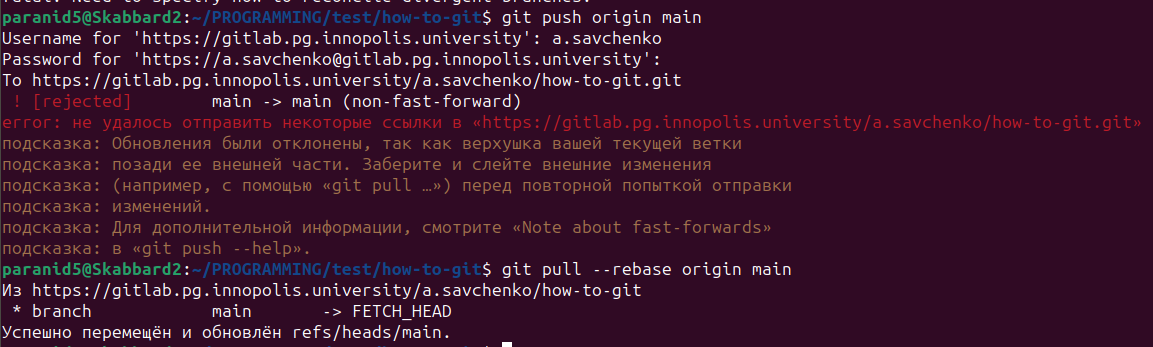 paranid5@Skabbard2:~/PROGRAMMING/test/how-to-git$ git push origin main
Username for 'https://gitlab.pg.innopolis.university': a.savchenko
Password for 'https://a.savchenko@gitlab.pg.innopolis.university':
To https://gitlab.pg.innopolis.university/a.savchenko/how-to-git.git
! [rejected] main -> main (non-fast-forward)
error: не удалось отправить некоторые ссылки в «https://gitlab.pg.innopolis.university/a.savchenko/how-to-git.git»
подсказка: Обновления были отклонены, так как верхушка вашей текущей ветки
подсказка: позади ее внешней части. Заберите и слейте внешние изменения
подсказка: (например, с помощью «git pull …») перед повторной попыткой отправки
подсказка: изменений.
подсказка: Для дополнительной информации, смотрите «Note about fast-forwards»
подсказка: в «git push --help».
paranid5@Skabbard2:~/PROGRAMMING/test/how-to-git$ git pull --rebase origin main
Из https://gitlab.pg.innopolis.university/a.savchenko/how-to-git
* branch main -> FETCH_HEAD
Успешно перемещён и обновлён refs/heads/main.